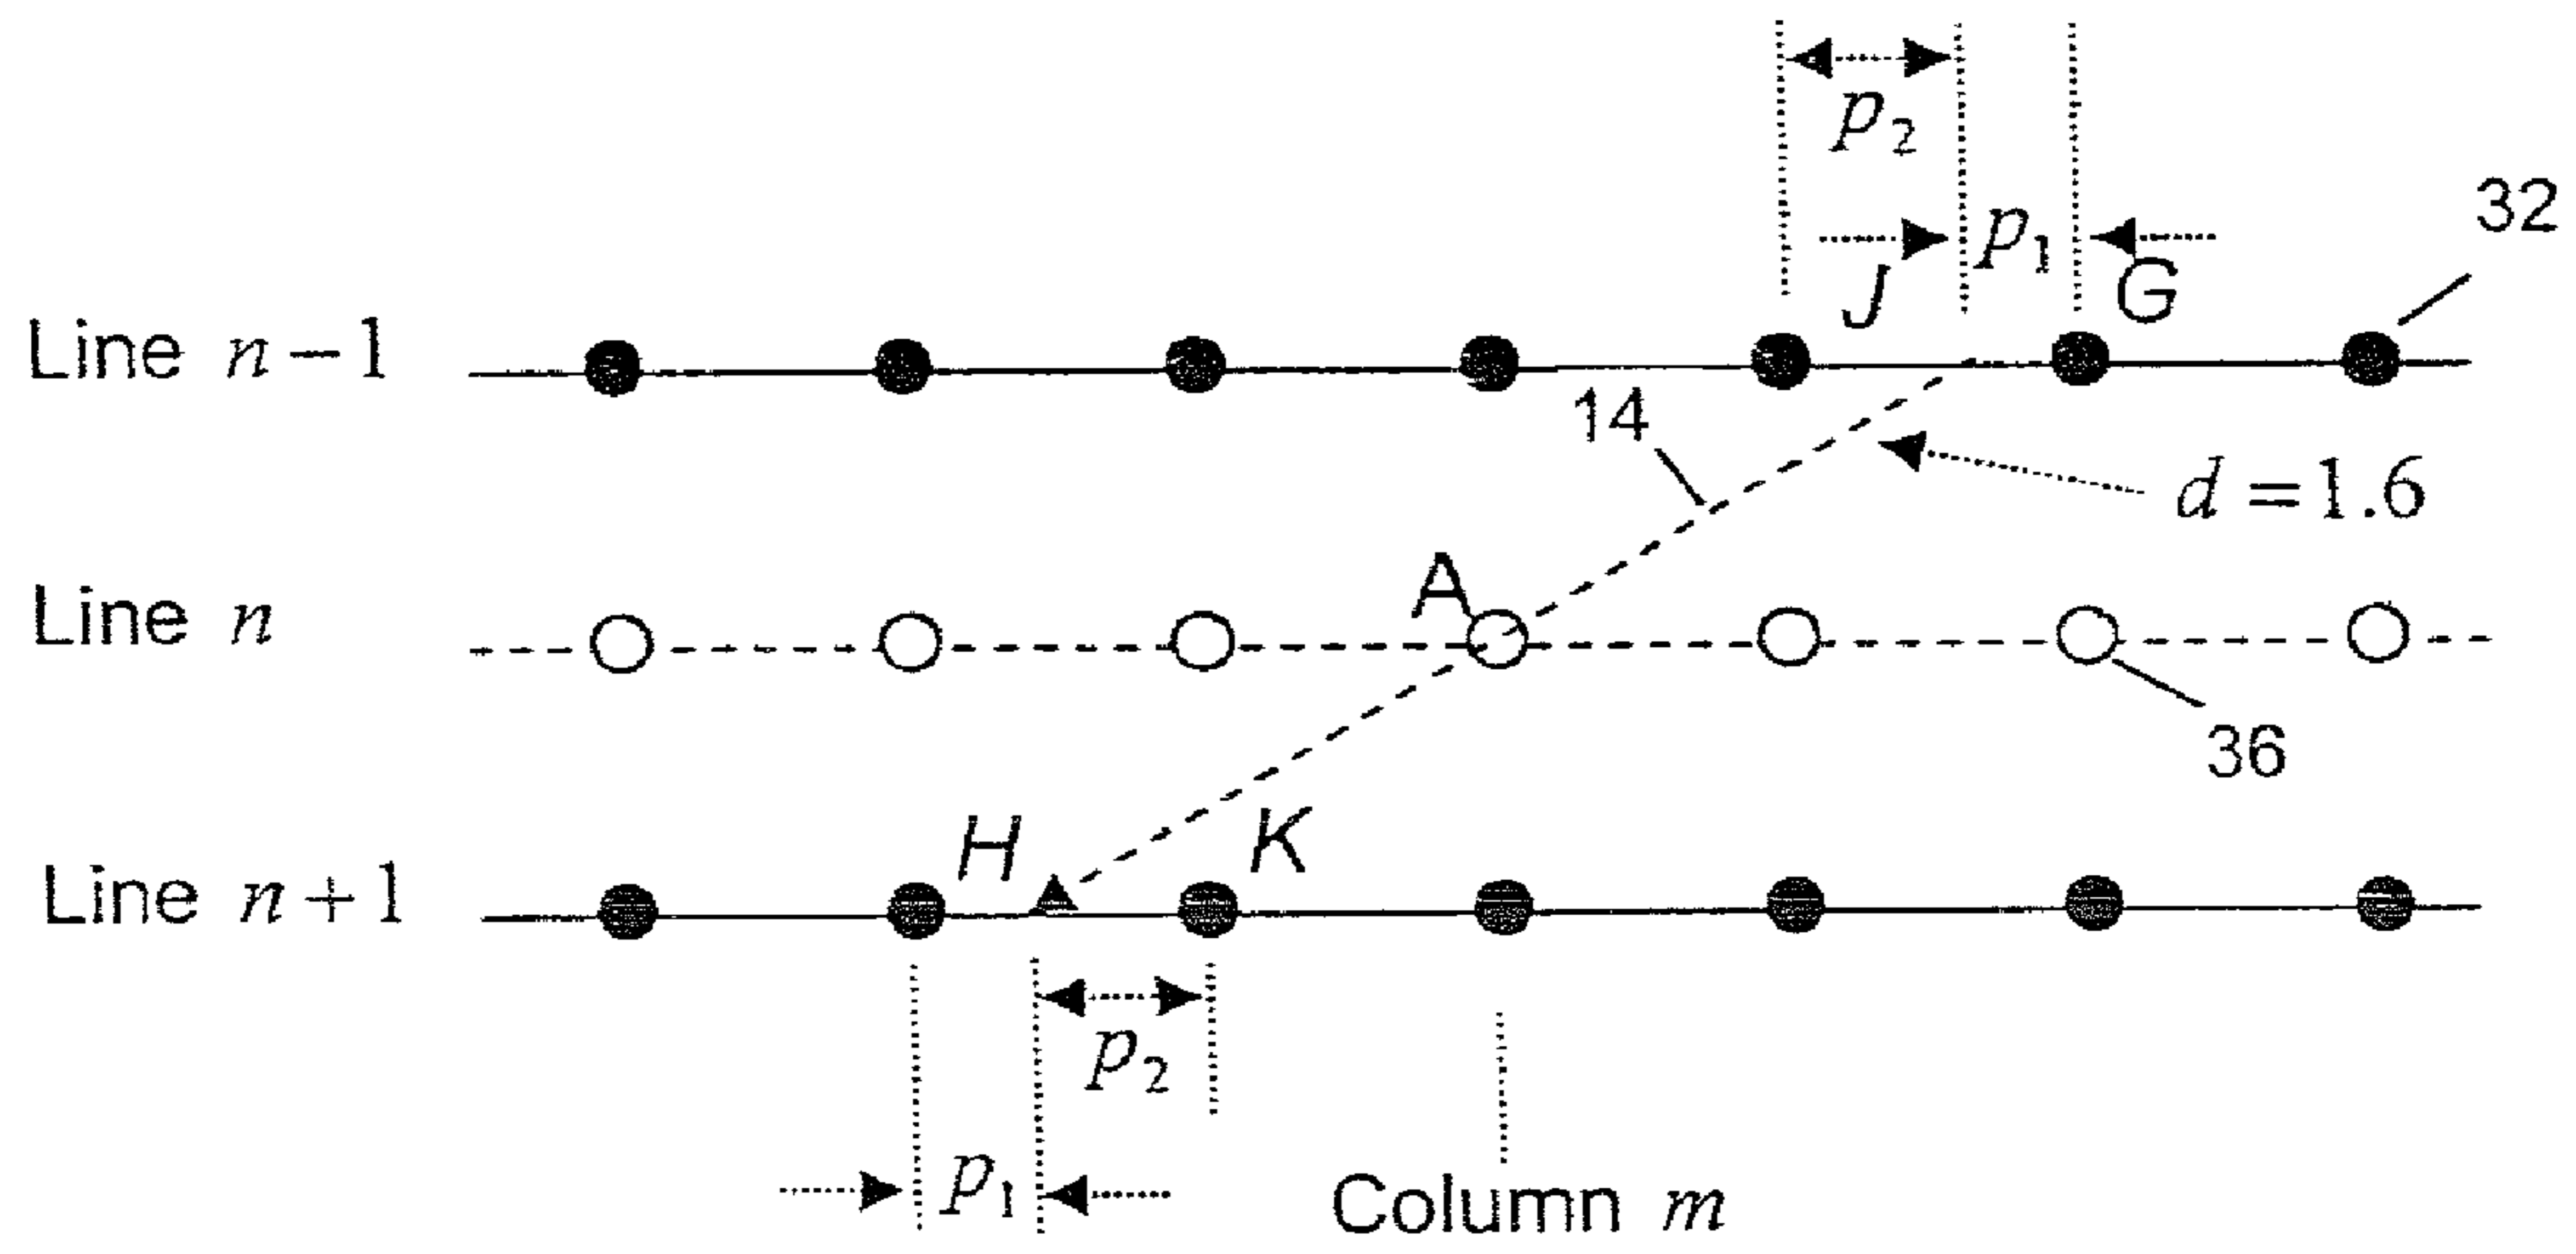 p₂
32
p₁
J
G
Line n−1
14
d=1.6
A
Line n
36
H
K
Line n+1
p₂
p₁
Column m